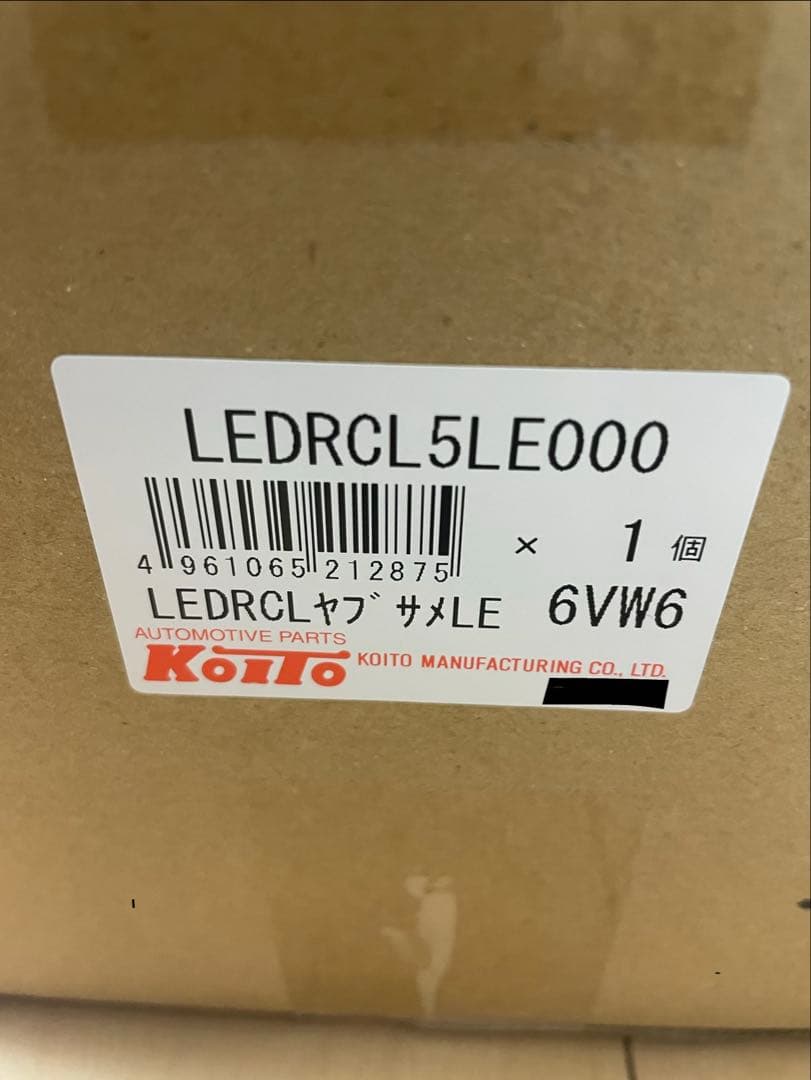 LEDRCL5LE000
× 1 個
4 961065 212875
LEDRCLﾔﾌﾞｻﾒLE 6VW6
AUTOMOTIVE PARTS
KOITO KOITO MANUFACTURING CO., LTD.